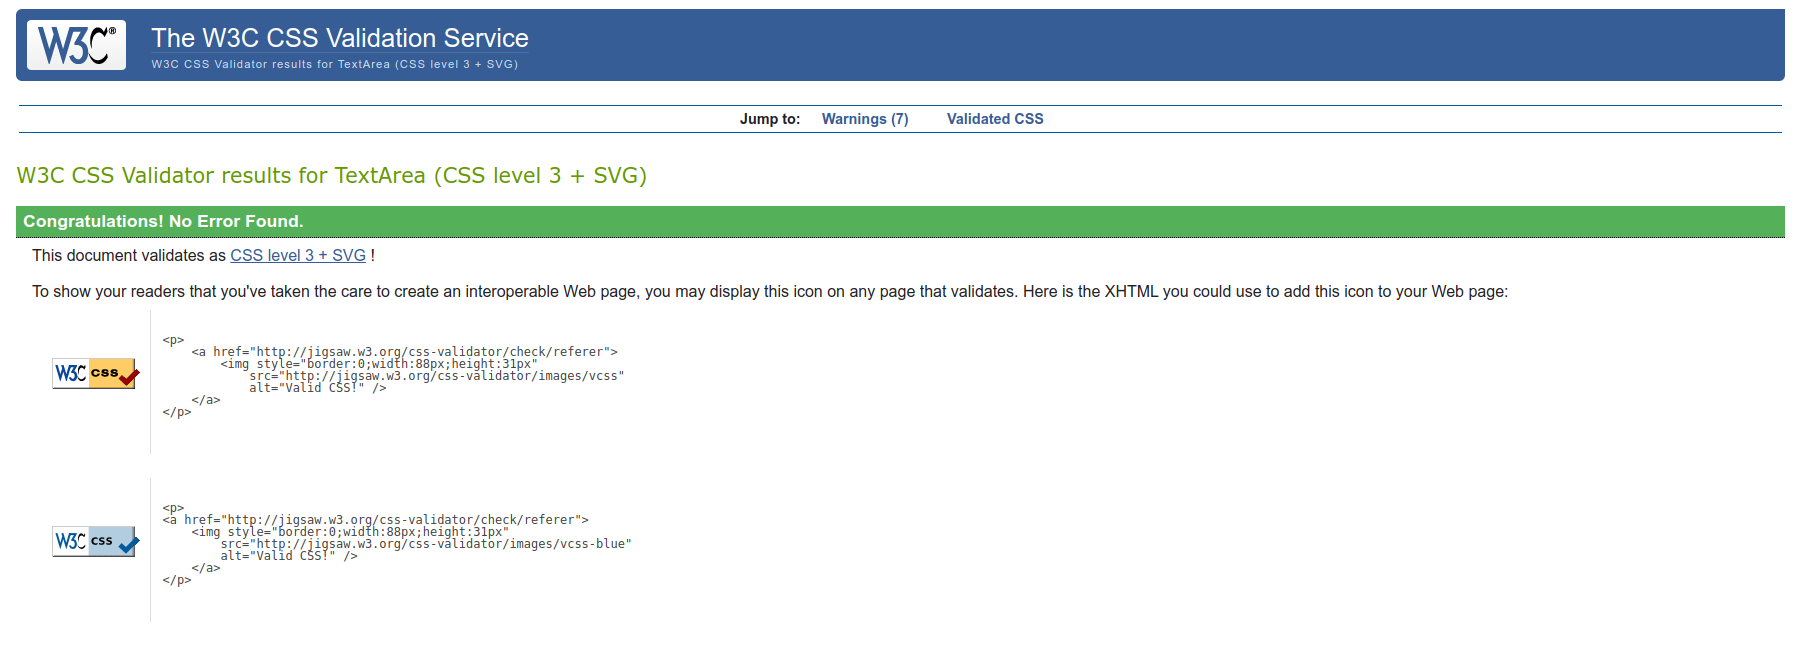 W3C®
The W3C CSS Validation Service
W3C CSS Validator results for TextArea (CSS level 3 + SVG)
Jump to: Warnings (7) Validated CSS
W3C CSS Validator results for TextArea (CSS level 3 + SVG)
Congratulations! No Error Found.
This document validates as CSS level 3 + SVG !
To show your readers that you've taken the care to create an interoperable Web page, you may display this icon on any page that validates. Here is the XHTML you could use to add this icon to your Web page:
W3C css
<p>
    <a href="http://jigsaw.w3.org/css-validator/check/referer">
        <img style="border:0;width:88px;height:31px"
            src="http://jigsaw.w3.org/css-validator/images/vcss"
            alt="Valid CSS!" />
    </a>
</p>
W3C css
<p>
<a href="http://jigsaw.w3.org/css-validator/check/referer">
    <img style="border:0;width:88px;height:31px"
        src="http://jigsaw.w3.org/css-validator/images/vcss-blue"
        alt="Valid CSS!" />
    </a>
</p>